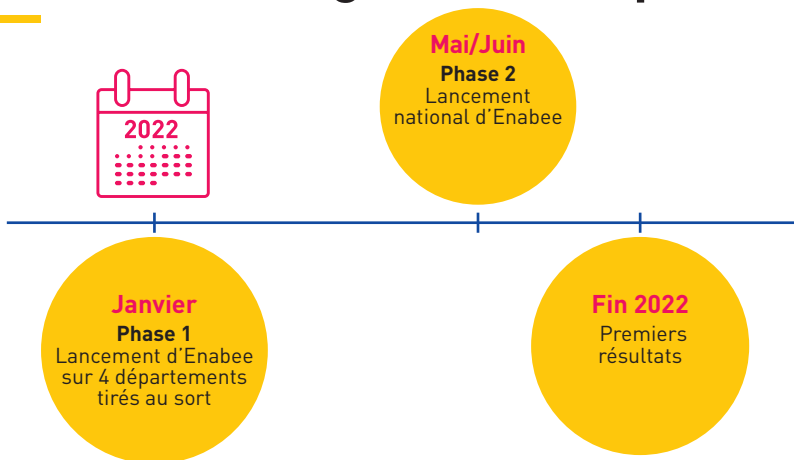 2022
Mai/Juin
Phase 2
Lancement
national d'Enabee
Janvier
Phase 1
Lancement d'Enabee
sur 4 départements
tirés au sort
Fin 2022
Premiers
résultats